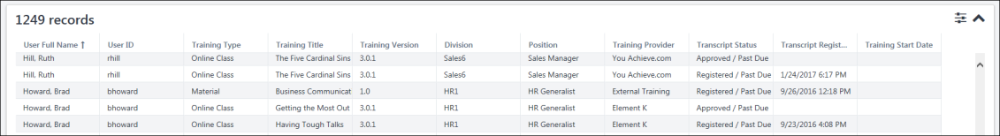 1249 records
User Full Name ↑ User ID Training Type Training Title Training Version Division Position Training Provider Transcript Status Transcript Regist... Training Start Date
Hill, Ruth rhill Online Class The Five Cardinal Sins 3.0.1 Sales6 Sales Manager You Achieve.com Approved / Past Due
Hill, Ruth rhill Online Class The Five Cardinal Sins 3.0.1 Sales6 Sales Manager You Achieve.com Registered / Past Due 1/24/2017 6:17 PM
Howard, Brad bhoward Material Business Communicat 1.0 HR1 HR Generalist External Training Registered / Past Due 9/26/2016 12:18 PM
Howard, Brad bhoward Online Class Getting the Most Out 3.0.1 HR1 HR Generalist Element K Approved / Past Due
Howard, Brad bhoward Online Class Having Tough Talks 3.0.1 HR1 HR Generalist Element K Registered / Past Due 9/23/2016 4:08 PM